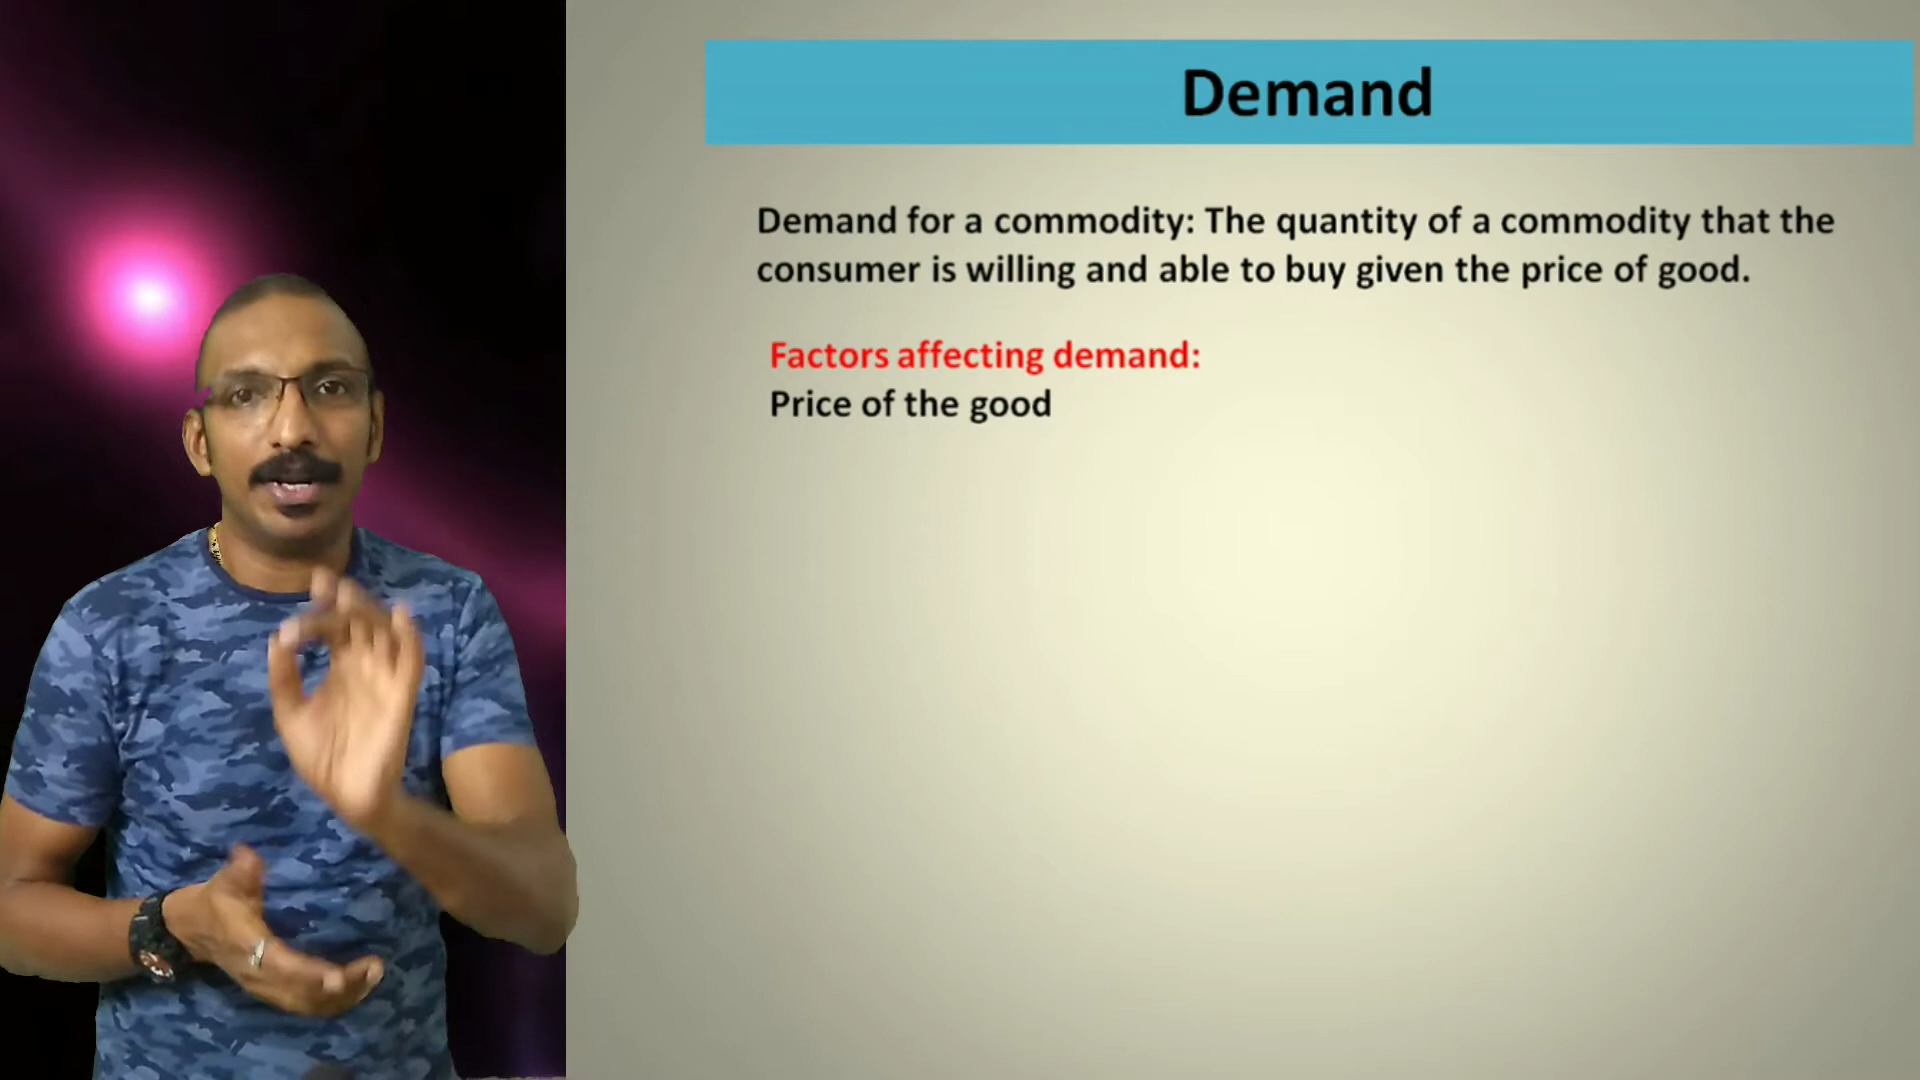 Demand
Demand for a commodity: The quantity of a commodity that the
consumer is willing and able to buy given the price of good.
Factors affecting demand:
Price of the good